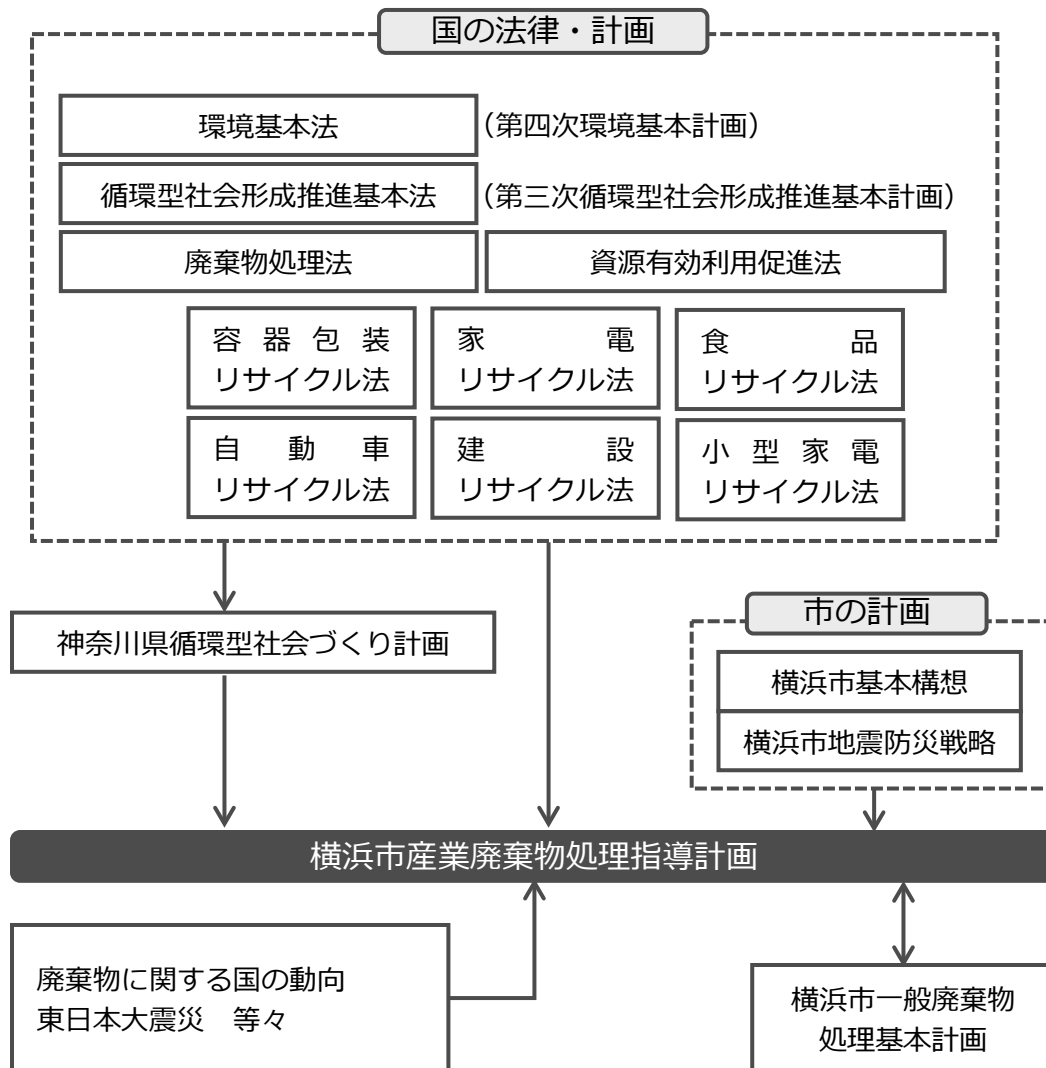 国の法律・計画
環境基本法 (第四次環境基本計画)
循環型社会形成推進基本法 (第三次循環型社会形成推進基本計画)
廃棄物処理法 資源有効利用促進法
容器包装
リサイクル法
家電
リサイクル法
食品
リサイクル法
自動車
リサイクル法
建設
リサイクル法
小型家電
リサイクル法
神奈川県循環型社会づくり計画
市の計画
横浜市基本構想
横浜市地震防災戦略
横浜市産業廃棄物処理指導計画
廃棄物に関する国の動向
東日本大震災　等々
横浜市一般廃棄物
処理基本計画